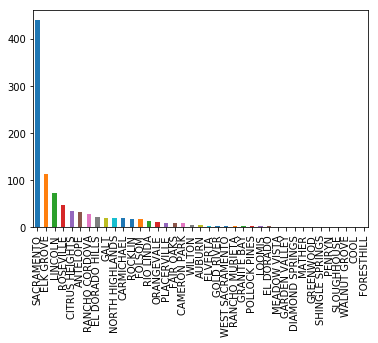 400
300
200
100
0
SACRAMENTO
ELK GROVE
LINCOLN
ROSEVILLE
CITRUS HEIGHTS
ANTELOPE
RANCHO CORDOVA
EL DORADO HILLS
GALT
NORTH HIGHLANDS
CARMICHAEL
ROCKLIN
FOLSOM
RIO LINDA
ORANGEVALE
PLACERVILLE
FAIR OAKS
CAMERON PARK
WILTON
AUBURN
ELVERTA
GOLD RIVER
WEST SACRAMENTO
RANCHO MURIETA
GRANITE BAY
POLLOCK PINES
LOOMIS
EL DORADO
MEADOW VISTA
GARDEN VALLEY
DIAMOND SPRINGS
MATHER
GREENWOOD
SHINGLE SPRINGS
PENRYN
SLOUGHHOUSE
WALNUT GROVE
COOL
FORESTHILL